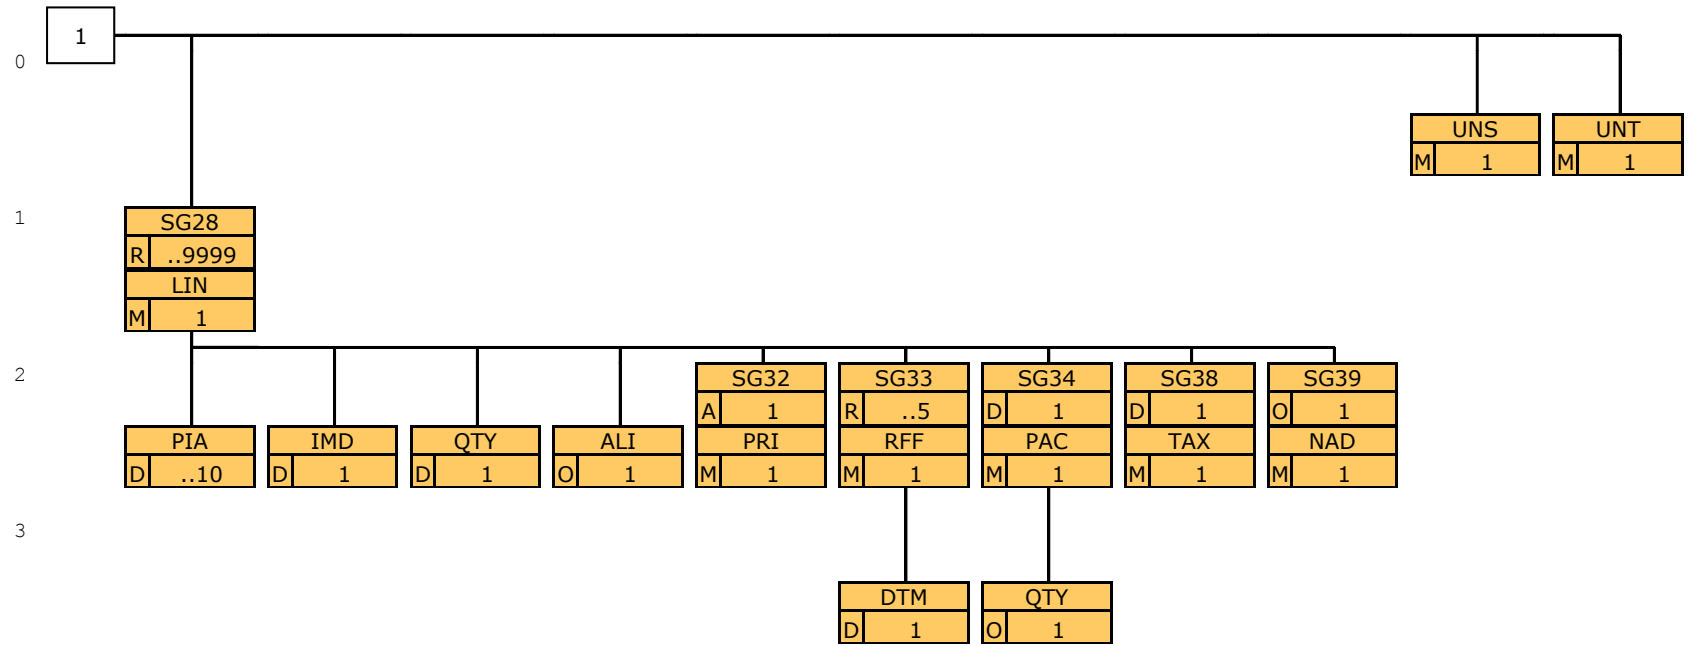 1
0
UNS UNT
M 1 M 1
1
SG28
R ..9999
LIN
M 1
2
SG32 SG33 SG34 SG38 SG39
A 1 R ..5 D 1 D 1 O 1
PIA IMD QTY ALI PRI RFF PAC TAX NAD
D ..10 D 1 D 1 O 1 M 1 M 1 M 1 M 1 M 1
3
DTM QTY
D 1 O 1